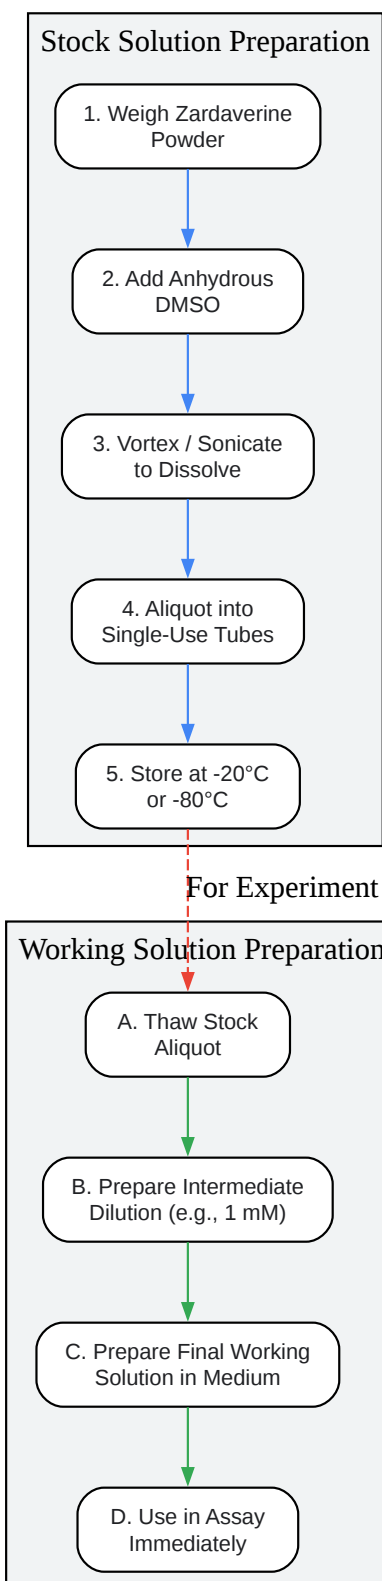 Stock Solution Preparation
1. Weigh Zardaverine
Powder
2. Add Anhydrous
DMSO
3. Vortex / Sonicate
to Dissolve
4. Aliquot into
Single-Use Tubes
5. Store at -20°C
or -80°C
For Experiment
Working Solution Preparation
A. Thaw Stock
Aliquot
B. Prepare Intermediate
Dilution (e.g., 1 mM)
C. Prepare Final Working
Solution in Medium
D. Use in Assay
Immediately